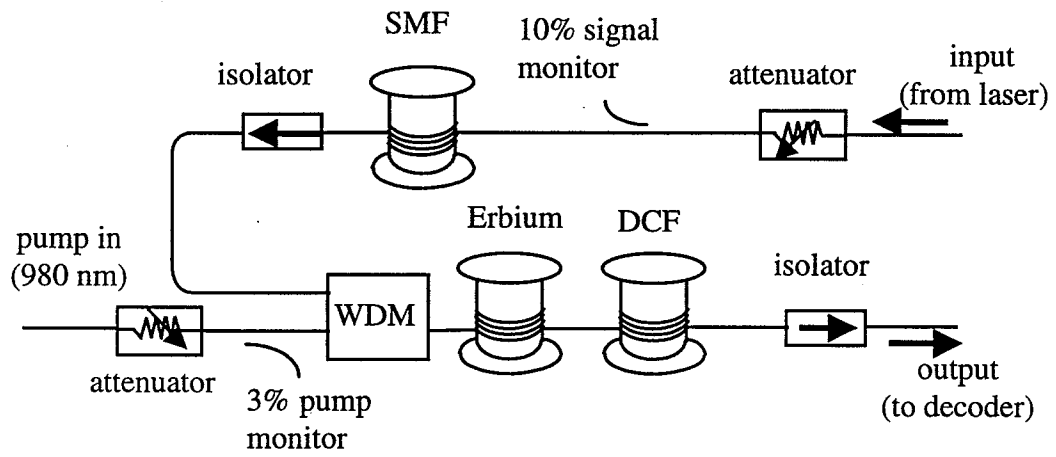 SMF
10% signal
monitor
isolator
attenuator
input
(from laser)
Erbium
DCF
pump in
(980 nm)
isolator
WDM
attenuator
3% pump
monitor
output
(to decoder)